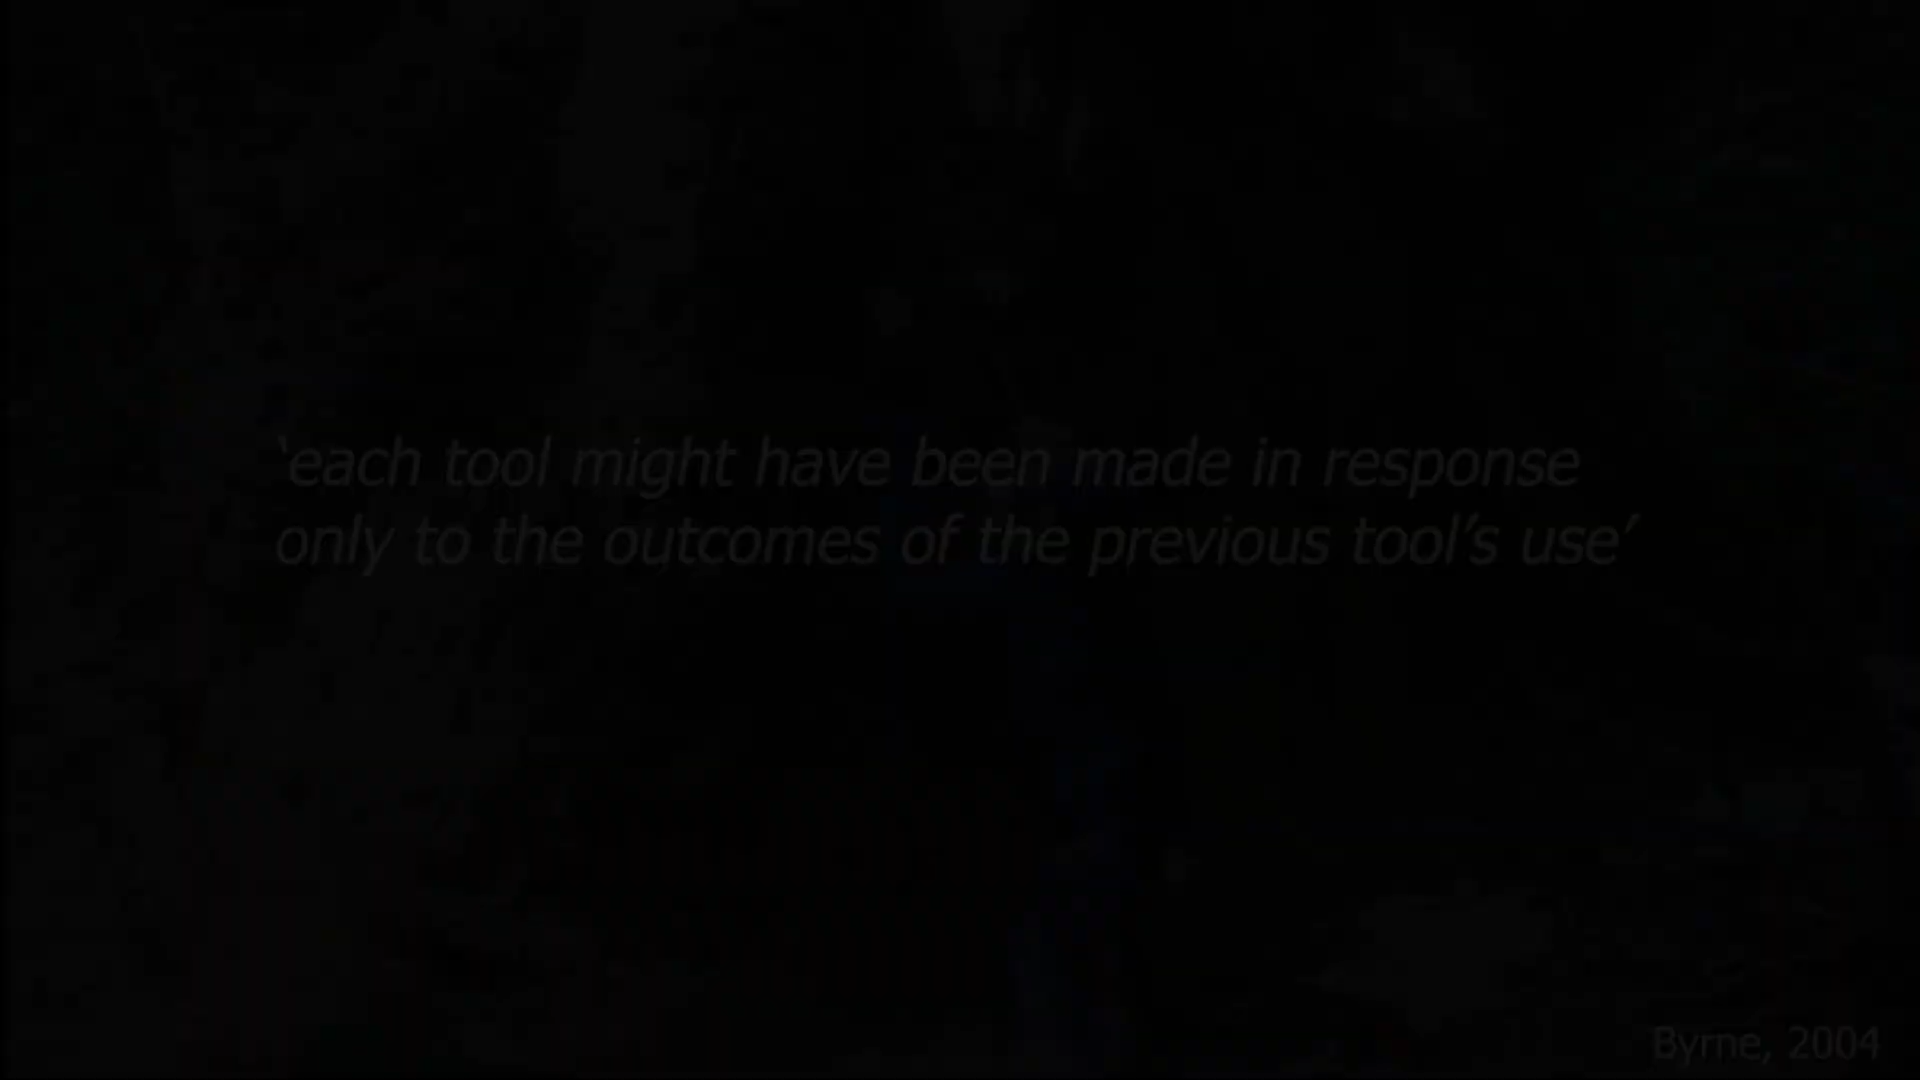 ‘each tool might have been made in response
only to the outcomes of the previous tool’s use’
Byrne, 2004